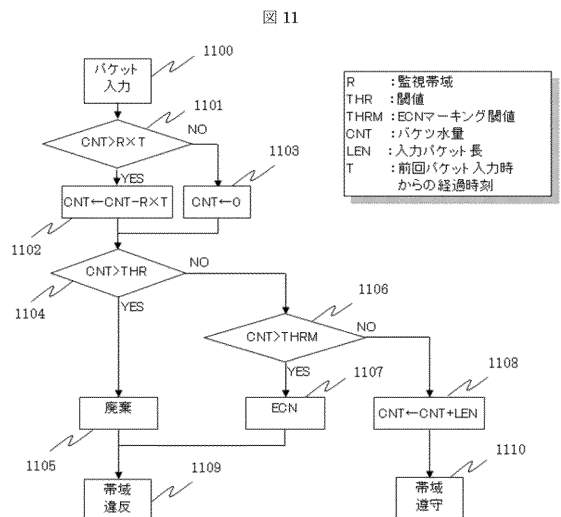 図 11
1100
パケット
入力
1101
CNT>R×T
NO
1103
YES
CNT←CNT-R×T
CNT←0
1102
CNT>THR
NO
1104
YES
1106
CNT>THRM
NO
YES
1107
1108
廃棄
ECN
CNT←CNT+LEN
1105
1109
1110
帯域
違反
帯域
遵守
R :監視帯域
THR :閾値
THRM :ECNマーキング閾値
CNT :バケツ水量
LEN :入力パケット長
T :前回パケット入力時
からの経過時刻